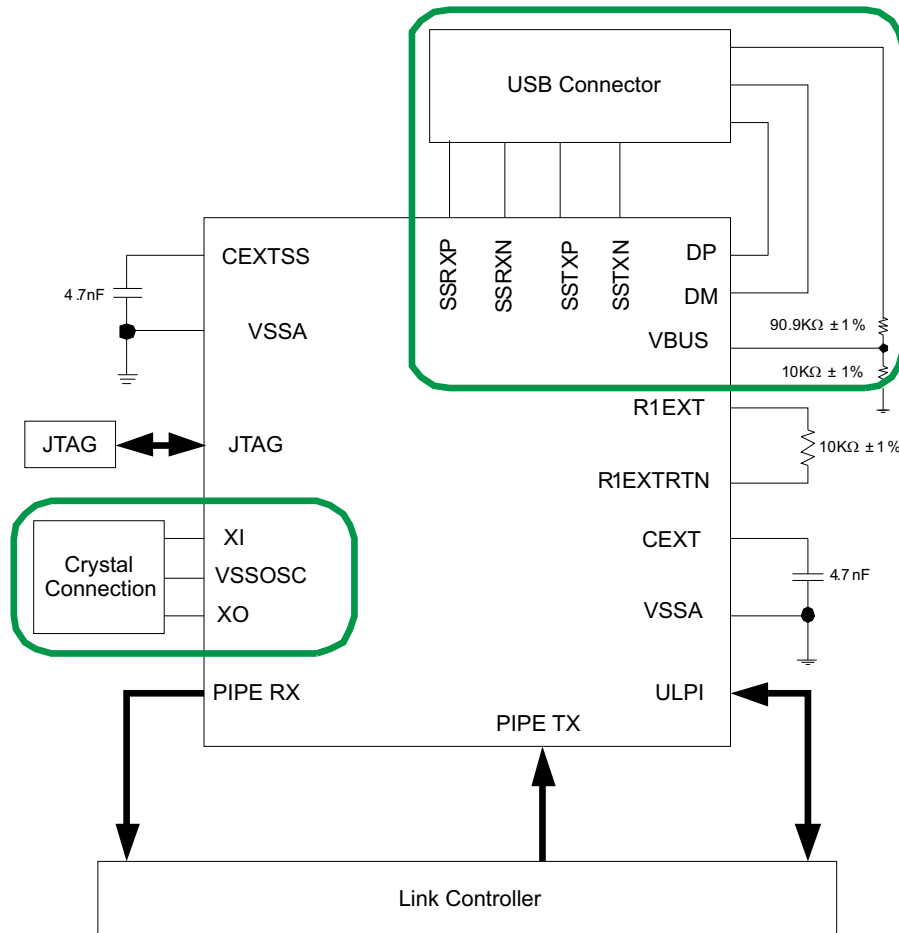 USB Connector
SSRXP
SSRXN
SSTXP
SSTXN
CEXTSS
4.7nF
VSSA
DP
DM
90.9KΩ ±1%
VBUS
10KΩ ± 1%
R1EXT
JTAG
JTAG
10KΩ ± 1%
R1EXTRTN
XI
Crystal
Connection
VSSOSC
XO
CEXT
4.7nF
VSSA
PIPE RX
ULPI
PIPE TX
Link Controller